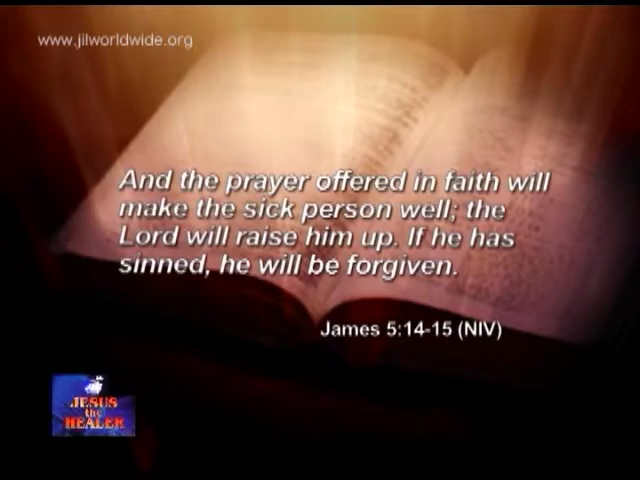 www.jilworldwide.org
And the prayer offered in faith will
make the sick person well; the
Lord will raise him up. If he has
sinned, he will be forgiven.
James 5:14-15 (NIV)
JESUS
the
HEALER